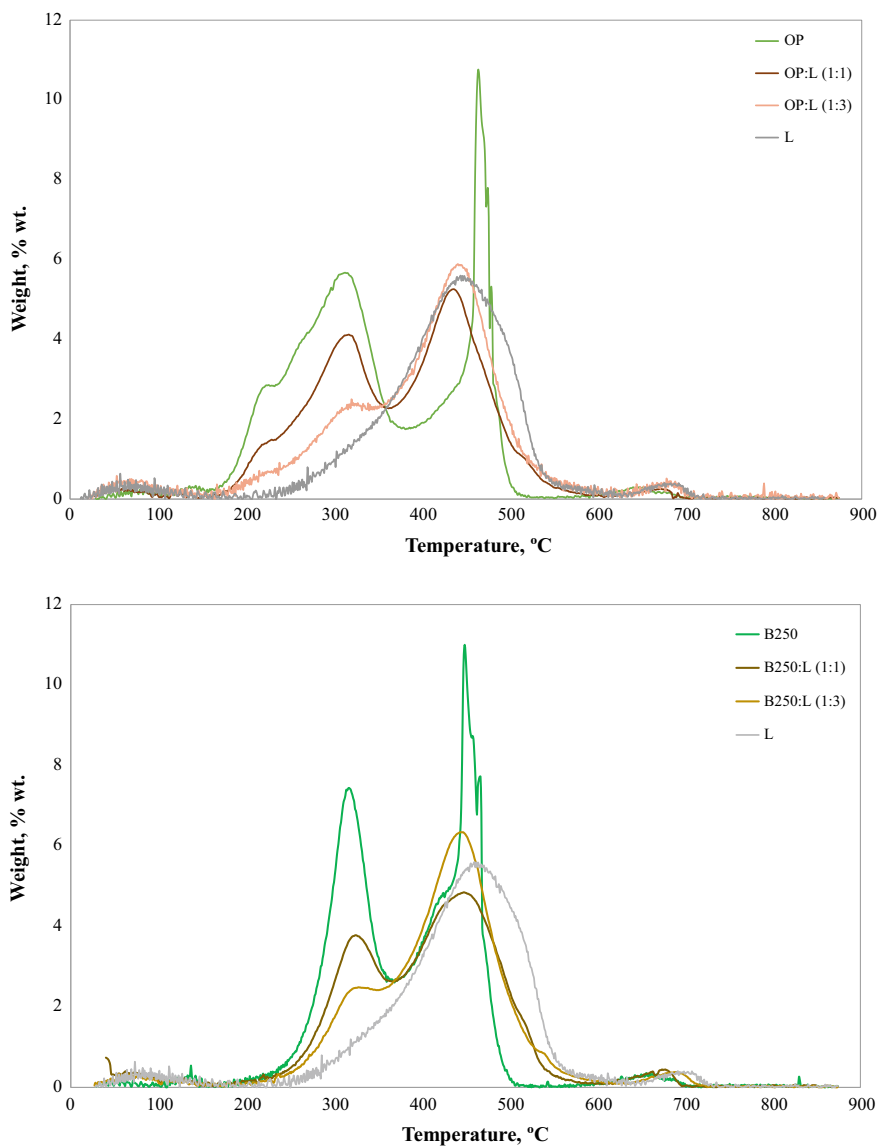 12
10
8
6
4
2
0
Weight, % wt.
OP
OP:L (1:1)
OP:L (1:3)
L
0 100 200 300 400 500 600 700 800 900
Temperature, ºC
12
10
8
6
4
2
0
Weight, % wt.
B250
B250:L (1:1)
B250:L (1:3)
L
0 100 200 300 400 500 600 700 800 900
Temperature, ºC